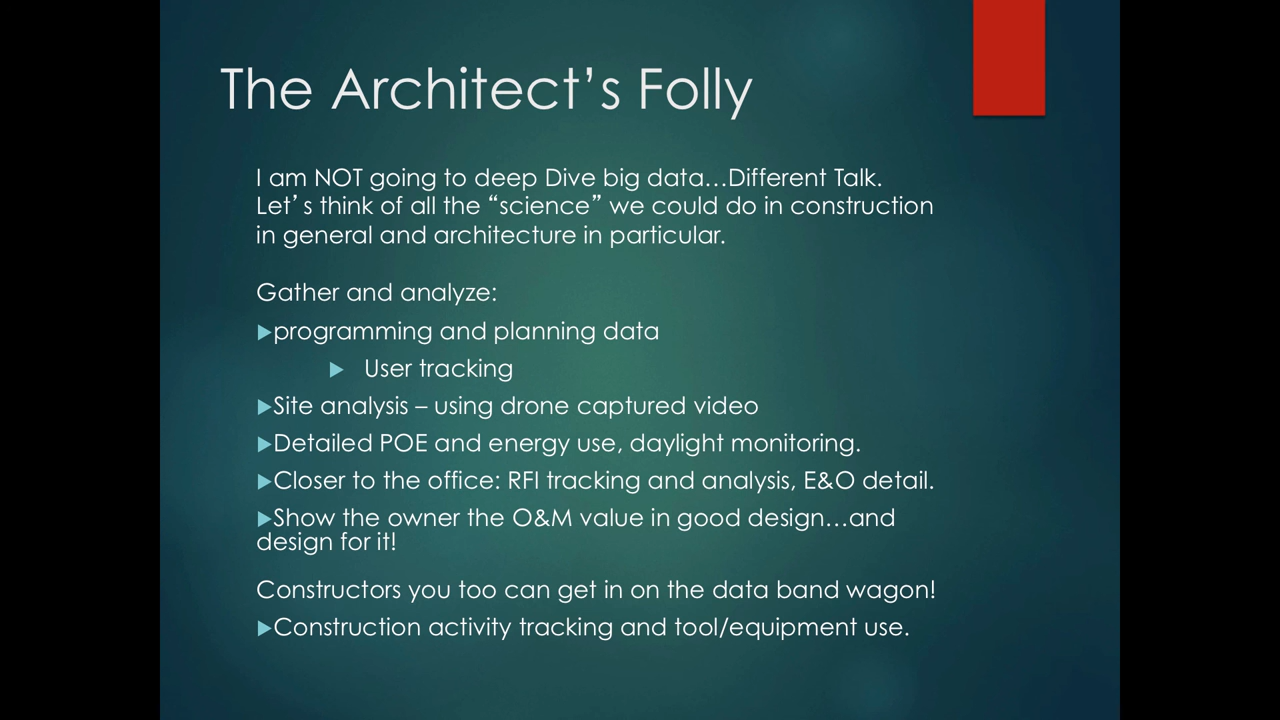 The Architect’s Folly
I am NOT going to deep Dive big data…Different Talk.
Let’s think of all the “science” we could do in construction
in general and architecture in particular.
Gather and analyze:
▶programming and planning data
▶ User tracking
▶Site analysis – using drone captured video
▶Detailed POE and energy use, daylight monitoring.
▶Closer to the office: RFI tracking and analysis, E&O detail.
▶Show the owner the O&M value in good design…and
design for it!
Constructors you too can get in on the data band wagon!
▶Construction activity tracking and tool/equipment use.